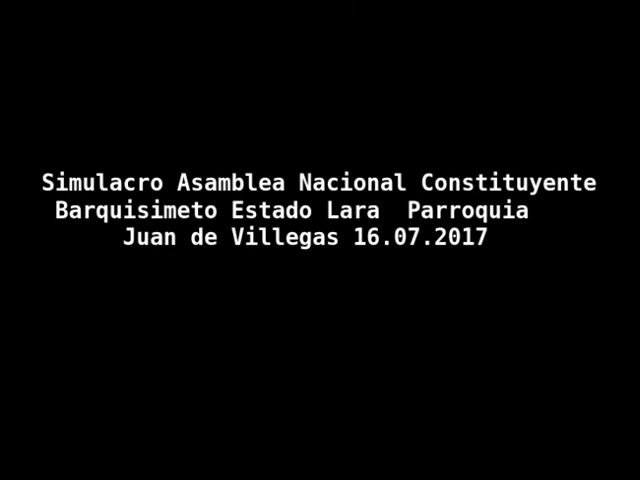 Simulacro Asamblea Nacional Constituyente
Barquisimeto Estado Lara Parroquia
Juan de Villegas 16.07.2017